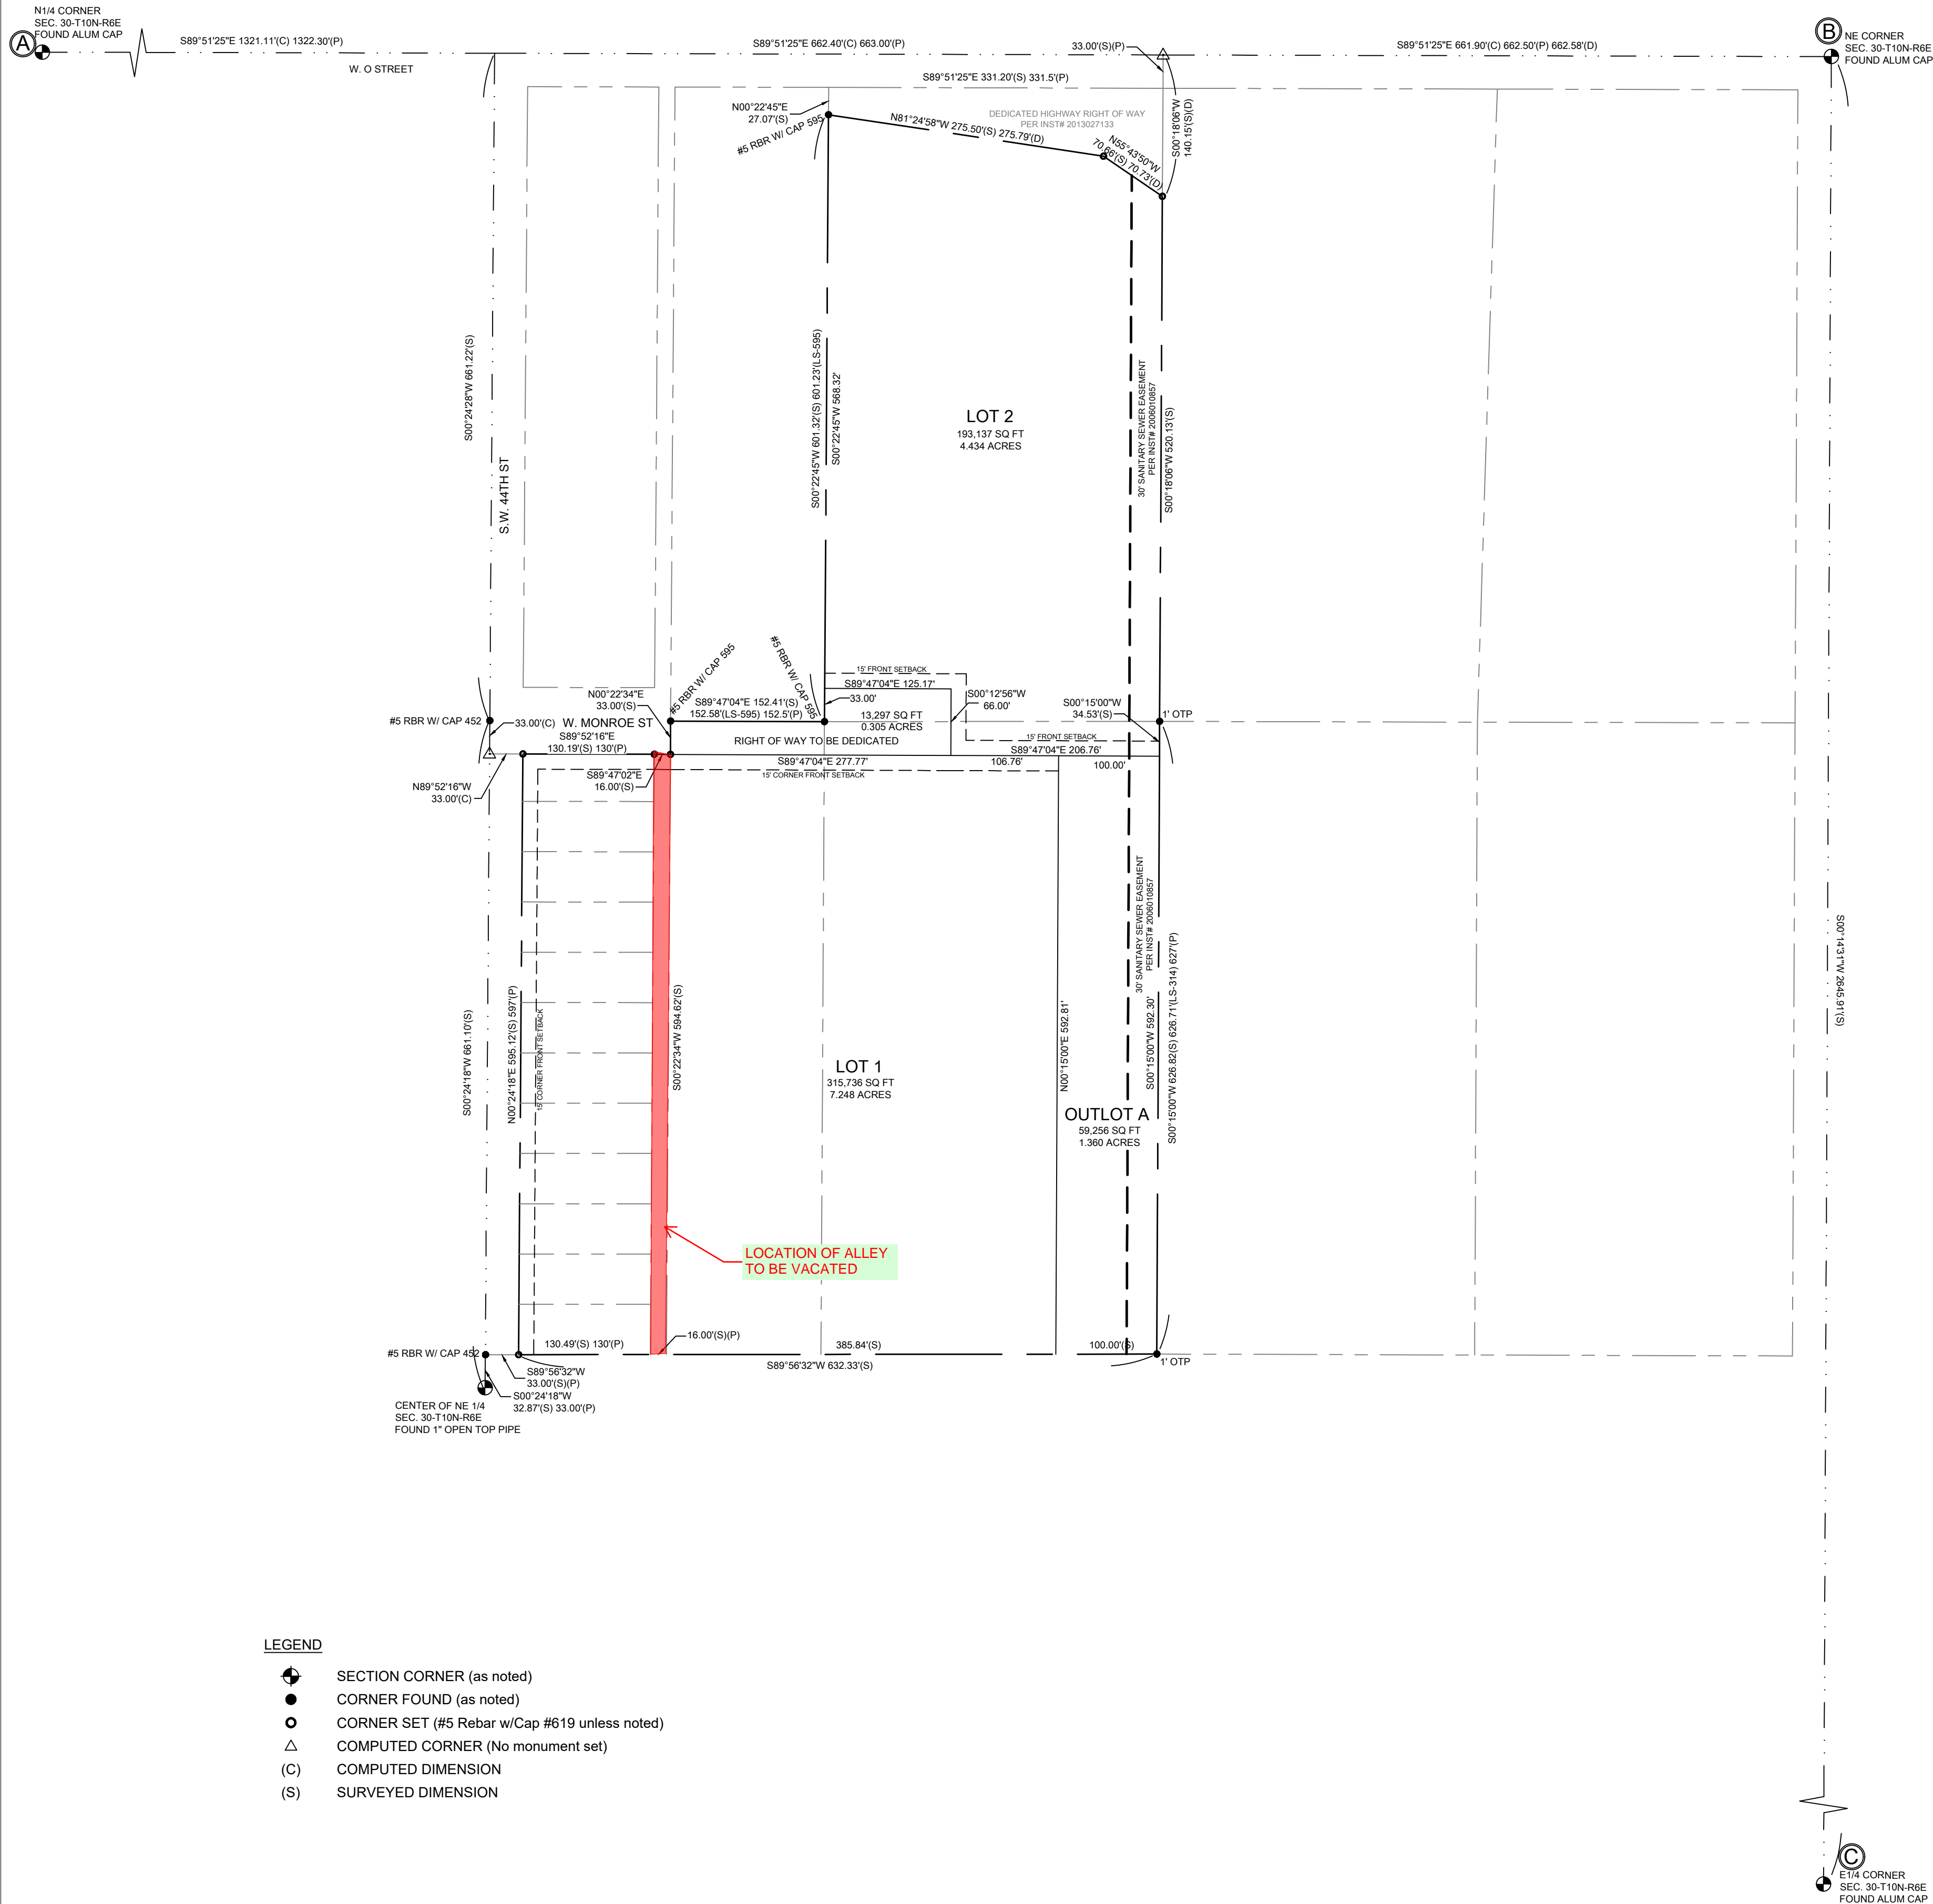 N1/4 CORNER
SEC. 30-T10N-R6E
FOUND ALUM CAP
A
S89°51'25"E 1321.11'(C) 1322.30'(P)
W. O STREET
S89°51'25"E 662.40'(C) 663.00'(P)
33.00'(S)(P)
S89°51'25"E 661.90'(C) 662.50'(P) 662.58'(D)
B
NE CORNER
SEC. 30-T10N-R6E
FOUND ALUM CAP
S89°51'25"E 331.20'(S) 331.5'(P)
N00°22'45"E
27.07'(S)
#5 RBR W/ CAP 595
DEDICATED HIGHWAY RIGHT OF WAY
PER INST# 2013027133
N81°24'58"W 275.50'(S) 275.79'(D)
N55°43'50"W
70.66'(S) 70.73'(D)
S00°18'06"W
140.15'(S)(D)
S00°24'28"W 661.22'(S)
S.W. 44TH ST
S00°22'45"W 601.32'(S) 601.23'(LS-595)
S00°22'45"W 568.32'
LOT 2
193,137 SQ FT
4.434 ACRES
30' SANITARY SEWER EASEMENT
PER INST# 2006010857
S00°18'06"W 520.13'(S)
N00°22'34"E
33.00'(S)
#5 RBR W/ CAP 595
#5 RBR W/ CAP 595
15' FRONT SETBACK
S89°47'04"E 125.17'
S89°47'04"E 152.41'(S)
152.58'(LS-595) 152.5'(P)
33.00'
S00°12'56"W
66.00'
S00°15'00"W
34.53'(S)
1' OTP
#5 RBR W/ CAP 452
33.00'(C)
W. MONROE ST
13,297 SQ FT
0.305 ACRES
S89°52'16"E
130.19'(S) 130'(P)
RIGHT OF WAY TO BE DEDICATED
15' FRONT SETBACK
S89°47'04"E 206.76'
S89°47'04"E 277.77'
106.76'
100.00'
S89°47'02"E
16.00'(S)
15' CORNER FRONT SETBACK
N89°52'16"W
33.00'(C)
30' SANITARY SEWER EASEMENT
PER INST# 2006010857
S00°14'31"W 2645.91'(S)
S00°24'18"W 661.10'(S)
N00°24'18"E 595.12'(S) 597'(P)
15' CORNER FRONT SETBACK
S00°22'34"W 594.62'(S)
LOT 1
315,736 SQ FT
7.248 ACRES
N00°15'00"E 592.81'
S00°15'00"W 592.30'
S00°15'00"W 626.82(S) 626.71'(LS-314) 627'(P)
OUTLOT A
59,256 SQ FT
1.360 ACRES
LOCATION OF ALLEY
TO BE VACATED
#5 RBR W/ CAP 452
130.49'(S) 130'(P)
16.00'(S)(P)
385.84'(S)
100.00'(S)
S89°56'32"W 632.33'(S)
1' OTP
S89°56'32"W
33.00'(S)(P)
S00°24'18"W
32.87'(S) 33.00'(P)
CENTER OF NE 1/4
SEC. 30-T10N-R6E
FOUND 1" OPEN TOP PIPE
LEGEND
SECTION CORNER (as noted)
CORNER FOUND (as noted)
CORNER SET (#5 Rebar w/Cap #619 unless noted)
COMPUTED CORNER (No monument set)
(C) COMPUTED DIMENSION
(S) SURVEYED DIMENSION
C
E1/4 CORNER
SEC. 30-T10N-R6E
FOUND ALUM CAP